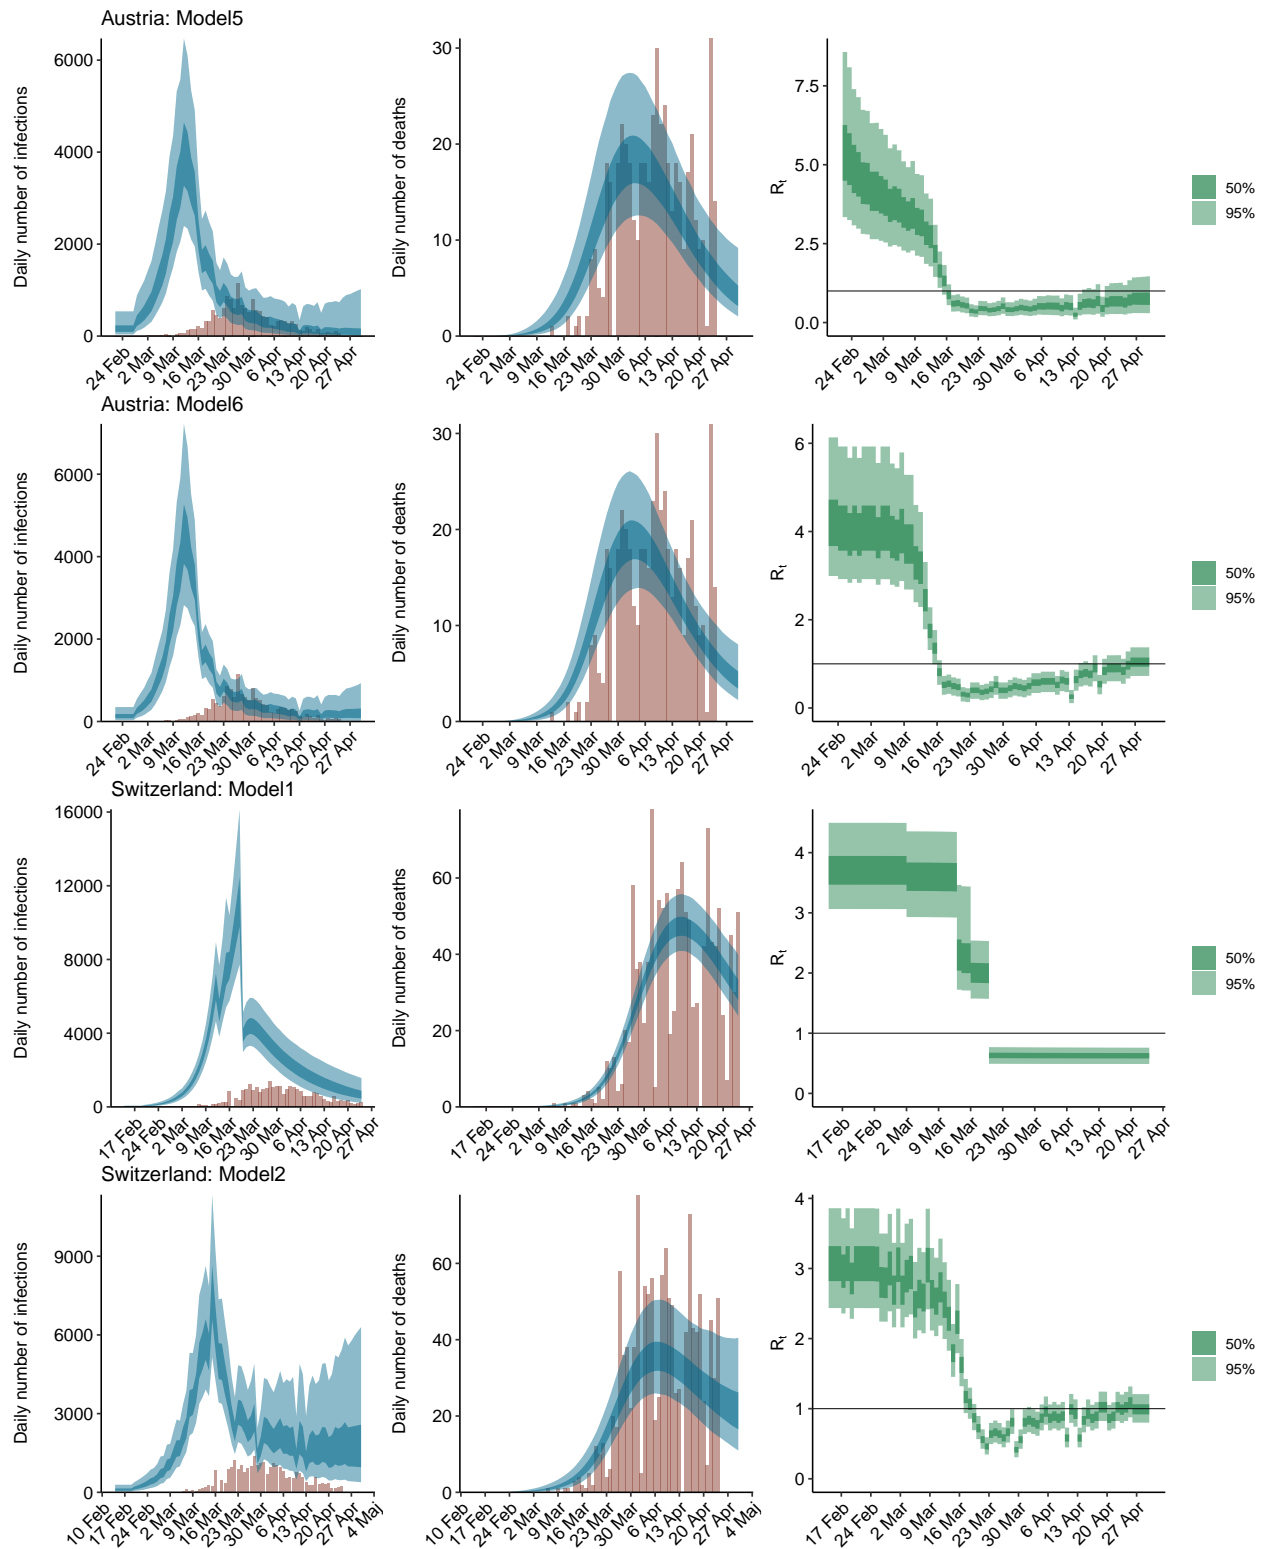 Austria: Model5
Daily number of infections
6000
4000
2000
0
24 Feb
2 Mar
9 Mar
16 Mar
23 Mar
30 Mar
6 Apr
13 Apr
20 Apr
27 Apr
Daily number of deaths
30
20
10
0
24 Feb
2 Mar
9 Mar
16 Mar
23 Mar
30 Mar
6 Apr
13 Apr
20 Apr
27 Apr
Rt
7.5
5.0
2.5
0.0
24 Feb
2 Mar
9 Mar
16 Mar
23 Mar
30 Mar
6 Apr
13 Apr
20 Apr
27 Apr
50%
95%
Austria: Model6
Daily number of infections
6000
4000
2000
0
24 Feb
2 Mar
9 Mar
16 Mar
23 Mar
30 Mar
6 Apr
13 Apr
20 Apr
27 Apr
Daily number of deaths
30
20
10
0
24 Feb
2 Mar
9 Mar
16 Mar
23 Mar
30 Mar
6 Apr
13 Apr
20 Apr
27 Apr
Rt
6
4
2
0
24 Feb
2 Mar
9 Mar
16 Mar
23 Mar
30 Mar
6 Apr
13 Apr
20 Apr
27 Apr
50%
95%
Switzerland: Model1
Daily number of infections
16000
12000
8000
4000
0
17 Feb
24 Feb
2 Mar
9 Mar
16 Mar
23 Mar
30 Mar
6 Apr
13 Apr
20 Apr
27 Apr
Daily number of deaths
60
40
20
0
17 Feb
24 Feb
2 Mar
9 Mar
16 Mar
23 Mar
30 Mar
6 Apr
13 Apr
20 Apr
27 Apr
Rt
4
3
2
1
0
17 Feb
24 Feb
2 Mar
9 Mar
16 Mar
23 Mar
30 Mar
6 Apr
13 Apr
20 Apr
27 Apr
50%
95%
Switzerland: Model2
Daily number of infections
9000
6000
3000
0
10 Feb
17 Feb
24 Feb
2 Mar
9 Mar
16 Mar
23 Mar
30 Mar
6 Apr
13 Apr
20 Apr
27 Apr
4 Maj
Daily number of deaths
60
40
20
0
10 Feb
17 Feb
24 Feb
2 Mar
9 Mar
16 Mar
23 Mar
30 Mar
6 Apr
13 Apr
20 Apr
27 Apr
4 Maj
Rt
4
3
2
1
0
17 Feb
24 Feb
2 Mar
9 Mar
16 Mar
23 Mar
30 Mar
6 Apr
13 Apr
20 Apr
27 Apr
50%
95%